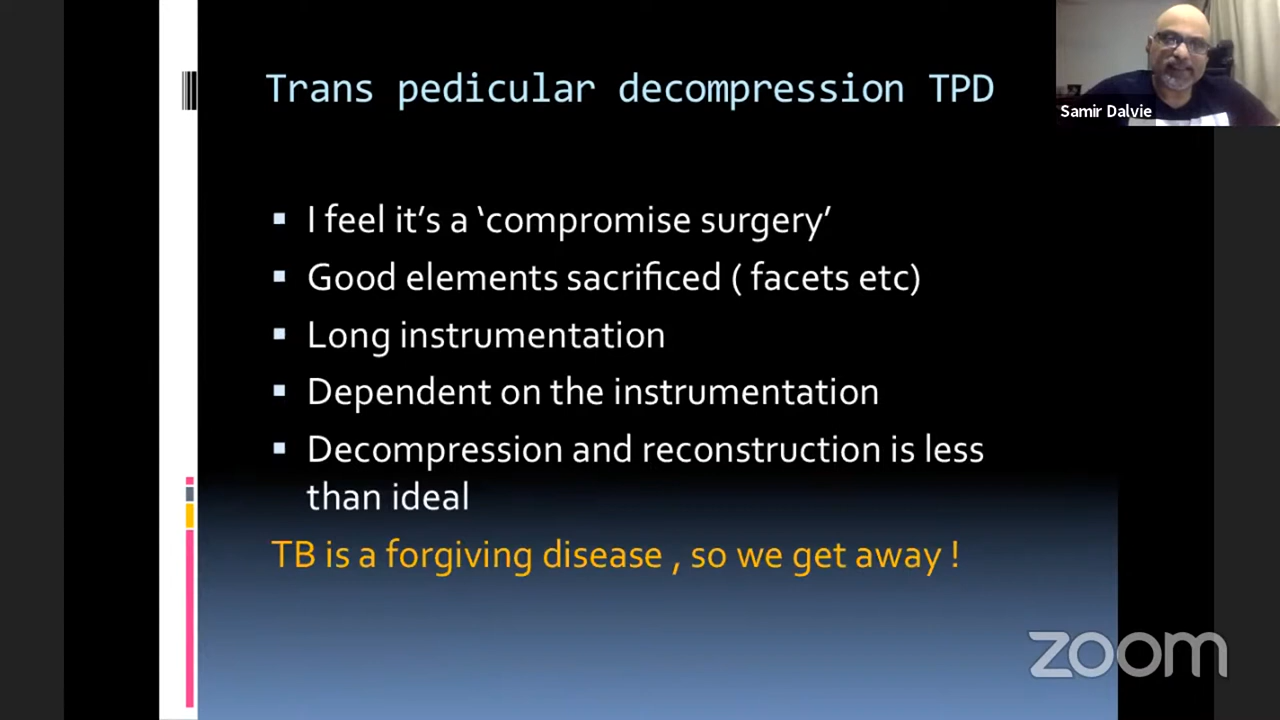 Trans pedicular decompression TPD
Samir Dalvie
▪ I feel it’s a ‘compromise surgery’
▪ Good elements sacrificed ( facets etc)
▪ Long instrumentation
▪ Dependent on the instrumentation
▪ Decompression and reconstruction is less
than ideal
TB is a forgiving disease , so we get away !
zoom